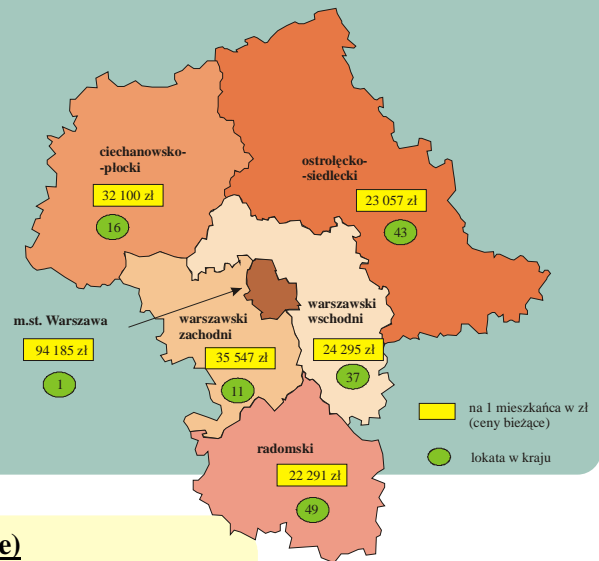 ciechanowsko-
-płocki
32 100 zł
16
ostrołęcko-
-siedlecki
23 057 zł
43
m.st. Warszawa
94 185 zł
1
warszawski
zachodni
35 547 zł
11
warszawski
wschodni
24 295 zł
37
na 1 mieszkańca w zł
(ceny bieżące)
lokata w kraju
radomski
22 291 zł
49
e)